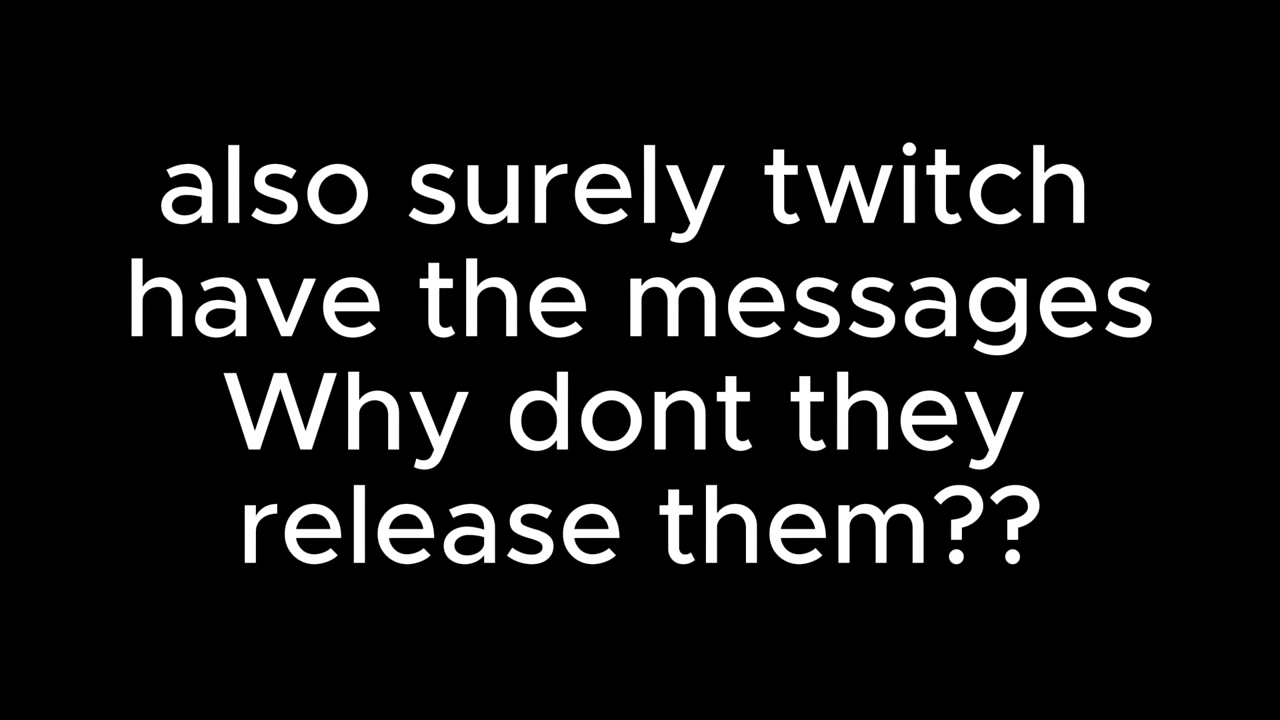 also surely twitch
have the messages
Why dont they
release them??